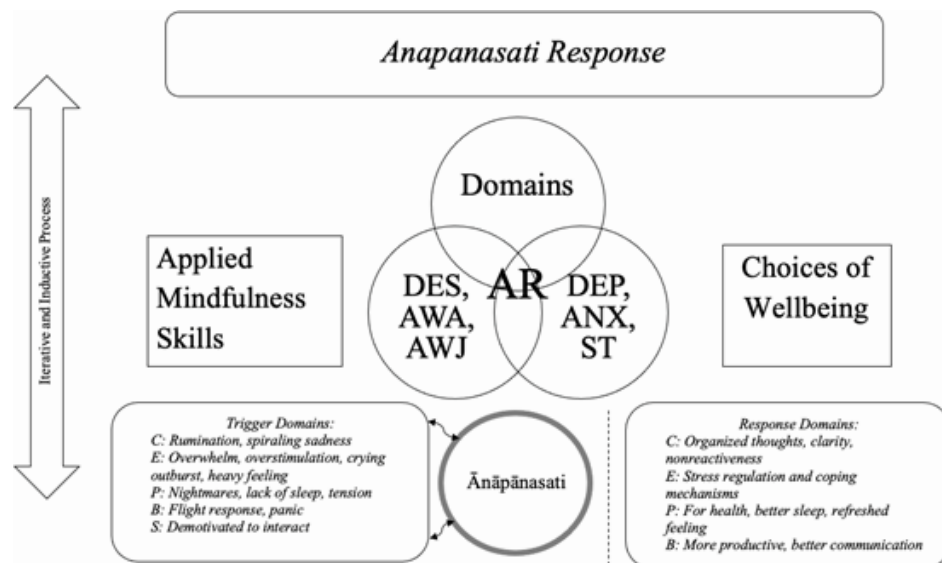 Anapanasati Response
Iterative and Inductive Process
Domains
Applied
Mindfulness
Skills
DES,
AWA,
AWJ
AR
DEP,
ANX,
ST
Choices of
Wellbeing
Trigger Domains:
C: Rumination, spiraling sadness
E: Overwhelm, overstimulation, crying
outburst, heavy feeling
P: Nightmares, lack of sleep, tension
B: Flight response, panic
S: Demotivated to interact
Ānāpānasati
Response Domains:
C: Organized thoughts, clarity,
nonreactiveness
E: Stress regulation and coping
mechanisms
P: For health, better sleep, refreshed
feeling
B: More productive, better communication